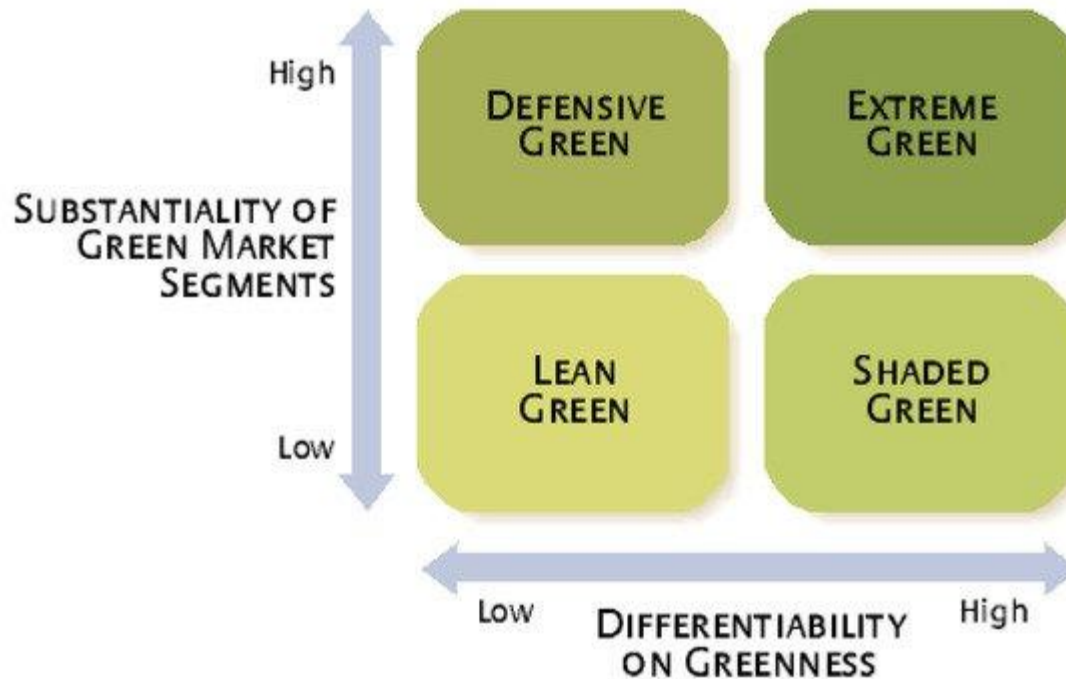 High
SUBSTANTIALITY OF
GREEN MARKET
SEGMENTS
Low
DEFENSIVE
GREEN
EXTREME
GREEN
LEAN
GREEN
SHADED
GREEN
Low
High
DIFFERENTIABILITY
ON GREENNESS